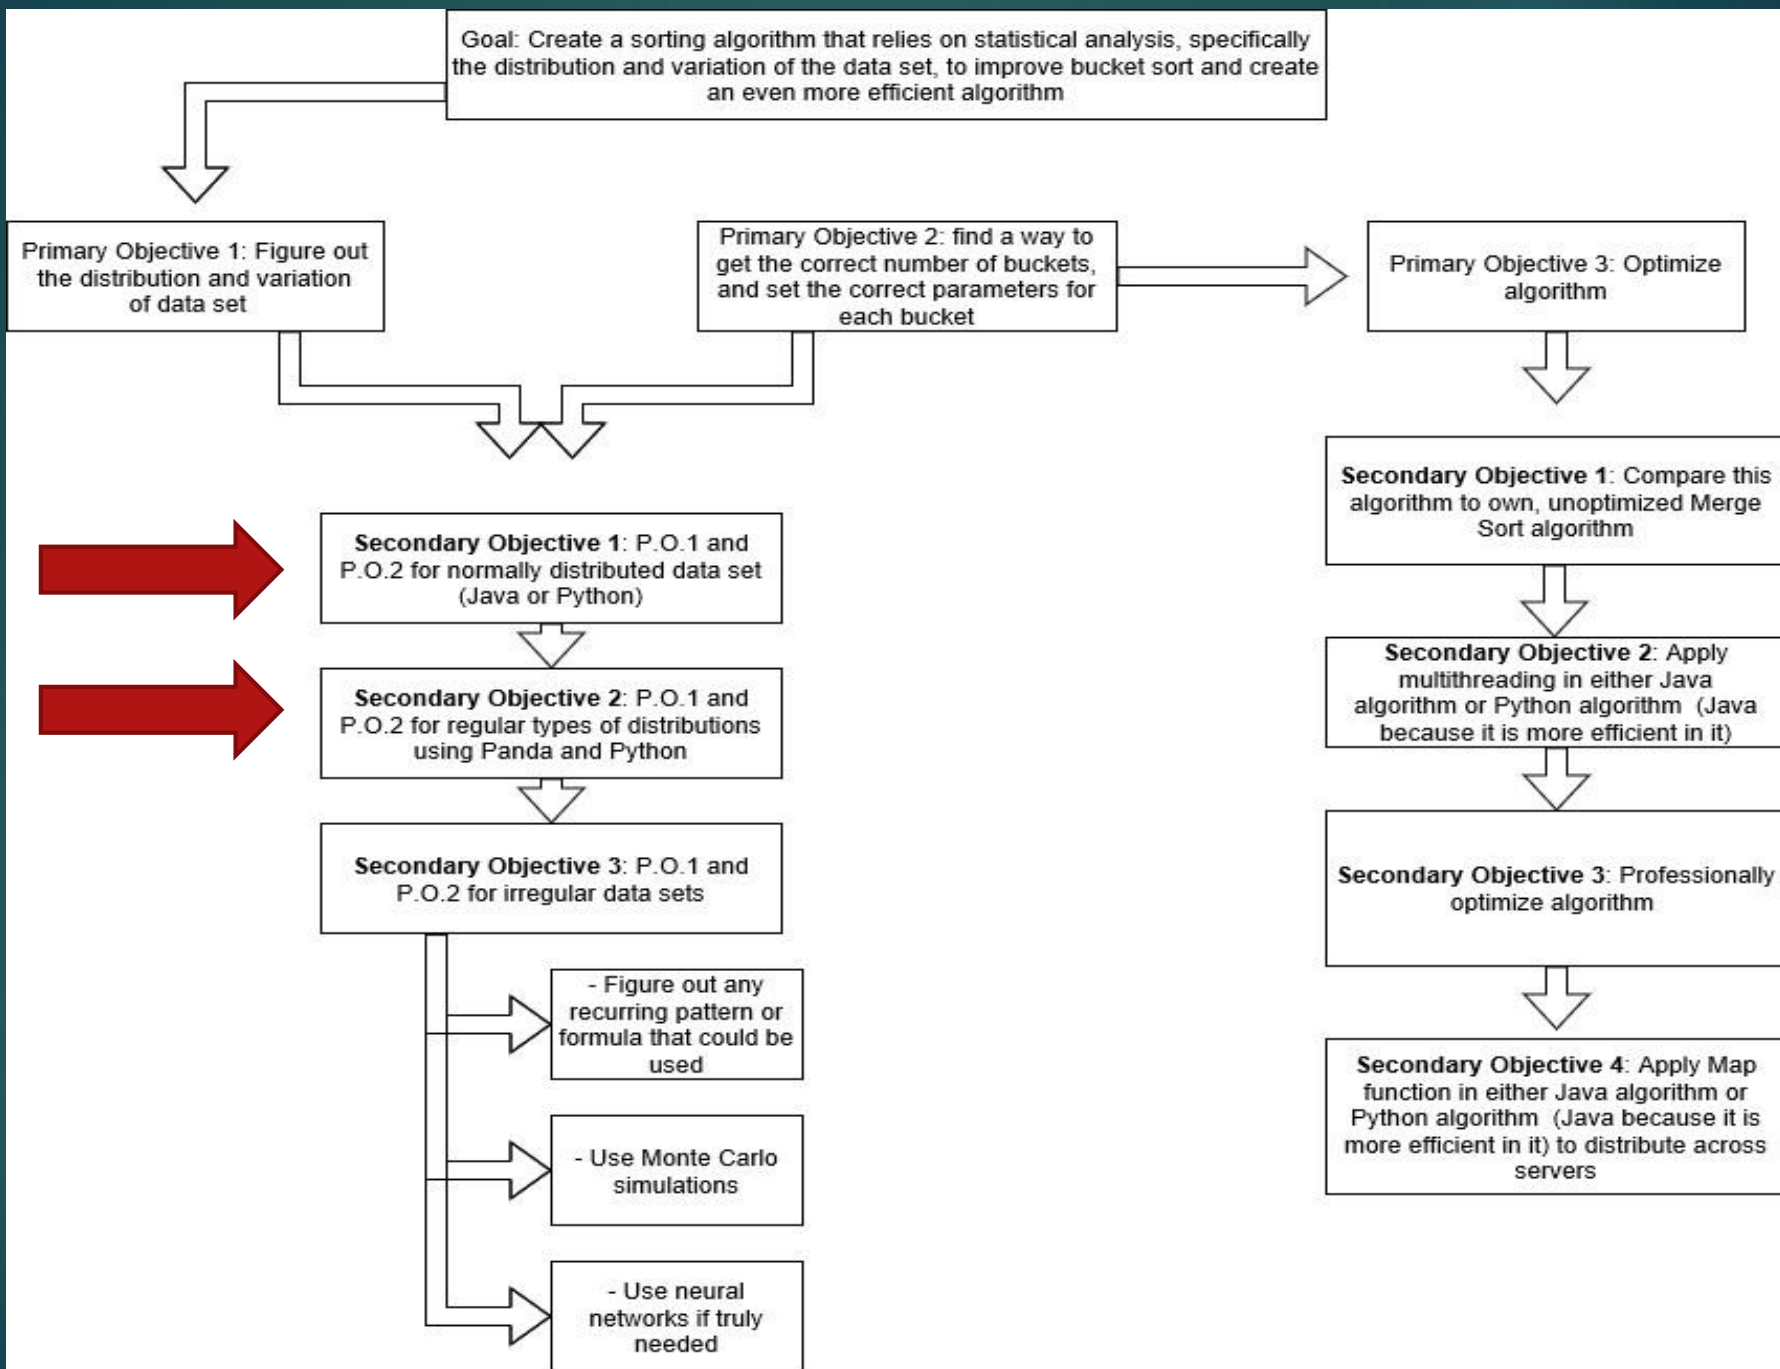 Goal: Create a sorting algorithm that relies on statistical analysis, specifically
the distribution and variation of the data set, to improve bucket sort and create
an even more efficient algorithm
Primary Objective 1: Figure out
the distribution and variation
of data set
Primary Objective 2: find a way to
get the correct number of buckets,
and set the correct parameters for
each bucket
Primary Objective 3: Optimize
algorithm
Secondary Objective 1: P.O.1 and
P.O.2 for normally distributed data set
(Java or Python)
Secondary Objective 2: P.O.1 and
P.O.2 for regular types of distributions
using Panda and Python
Secondary Objective 3: P.O.1 and
P.O.2 for irregular data sets
- Figure out any
recurring pattern or
formula that could be
used
- Use Monte Carlo
simulations
- Use neural
networks if truly
needed
Secondary Objective 1: Compare this
algorithm to own, unoptimized Merge
Sort algorithm
Secondary Objective 2: Apply
multithreading in either Java
algorithm or Python algorithm (Java
because it is more efficient in it)
Secondary Objective 3: Professionally
optimize algorithm
Secondary Objective 4: Apply Map
function in either Java algorithm or
Python algorithm (Java because it is
more efficient in it) to distribute across
servers